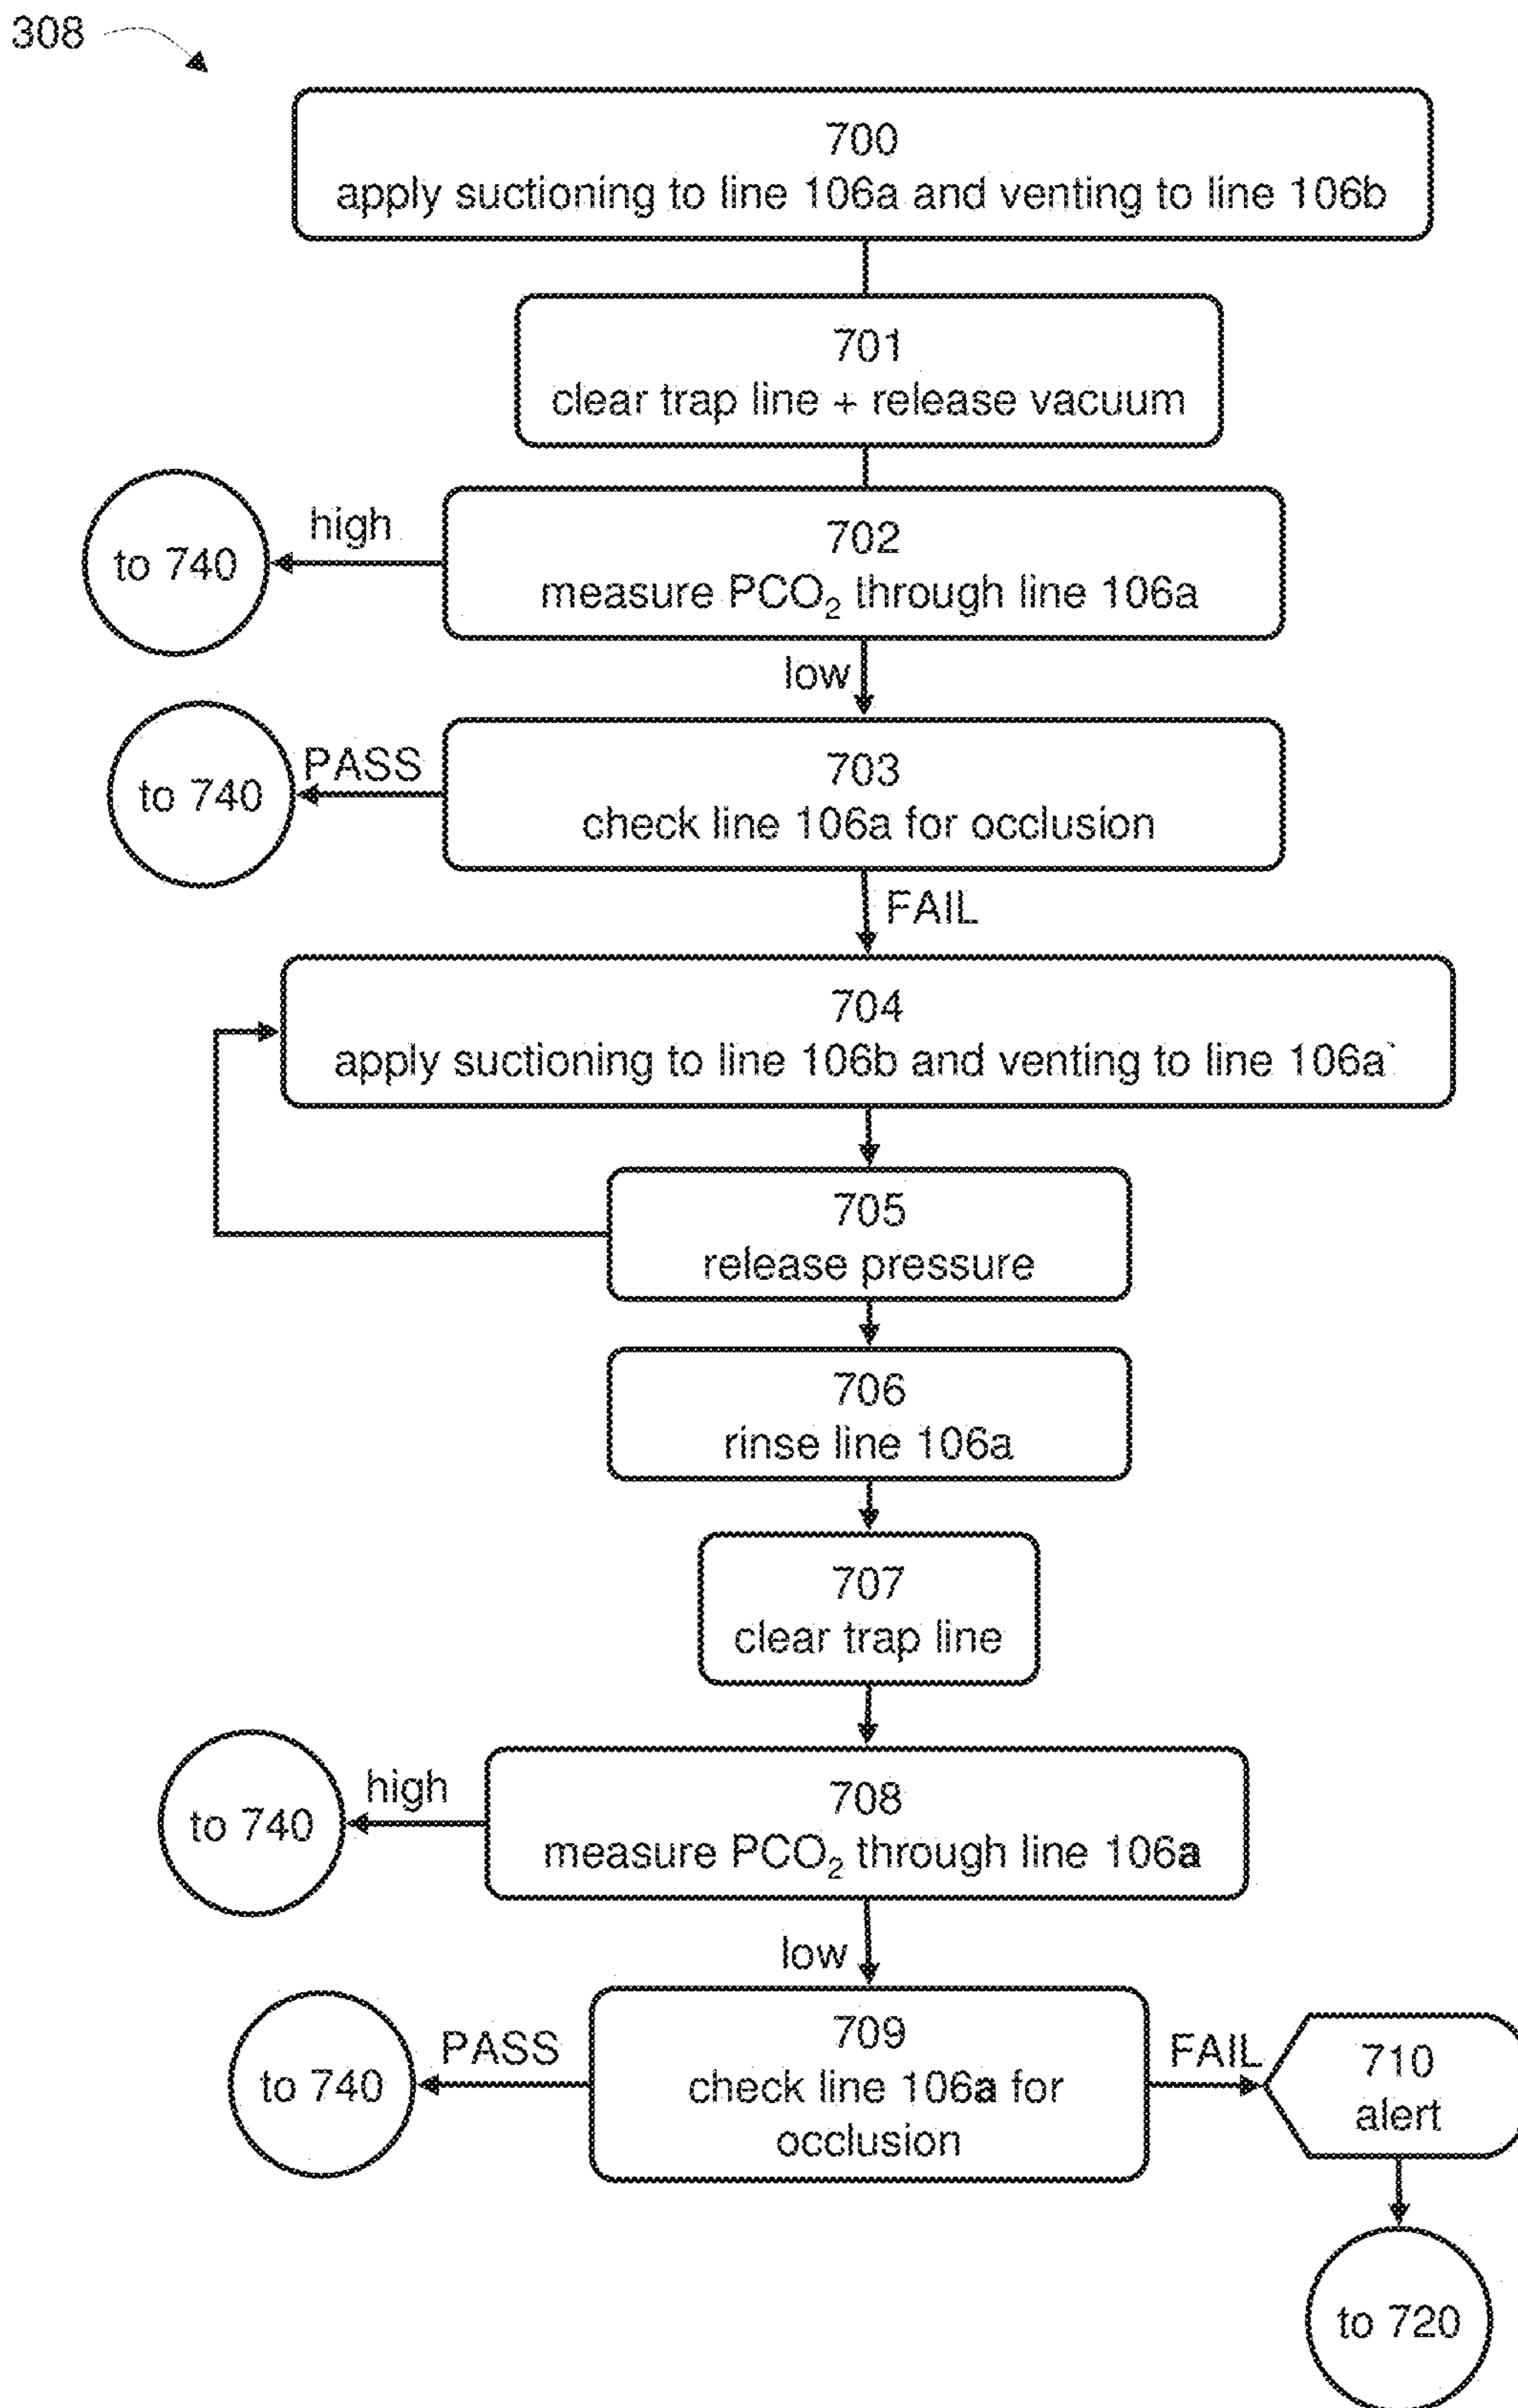 308
700
apply suctioning to line 106a and venting to line 106b
701
clear trap line + release vacuum
high
to 740
702
measure PCO₂ through line 106a
low
PASS
to 740
703
check line 106a for occlusion
FAIL
704
apply suctioning to line 106b and venting to line 106a`
705
release pressure
706
rinse line 106a
707
clear trap line
high
to 740
708
measure PCO₂ through line 106a
low
PASS
to 740
709
check line 106a for
occlusion
FAIL
710
alert
to 720